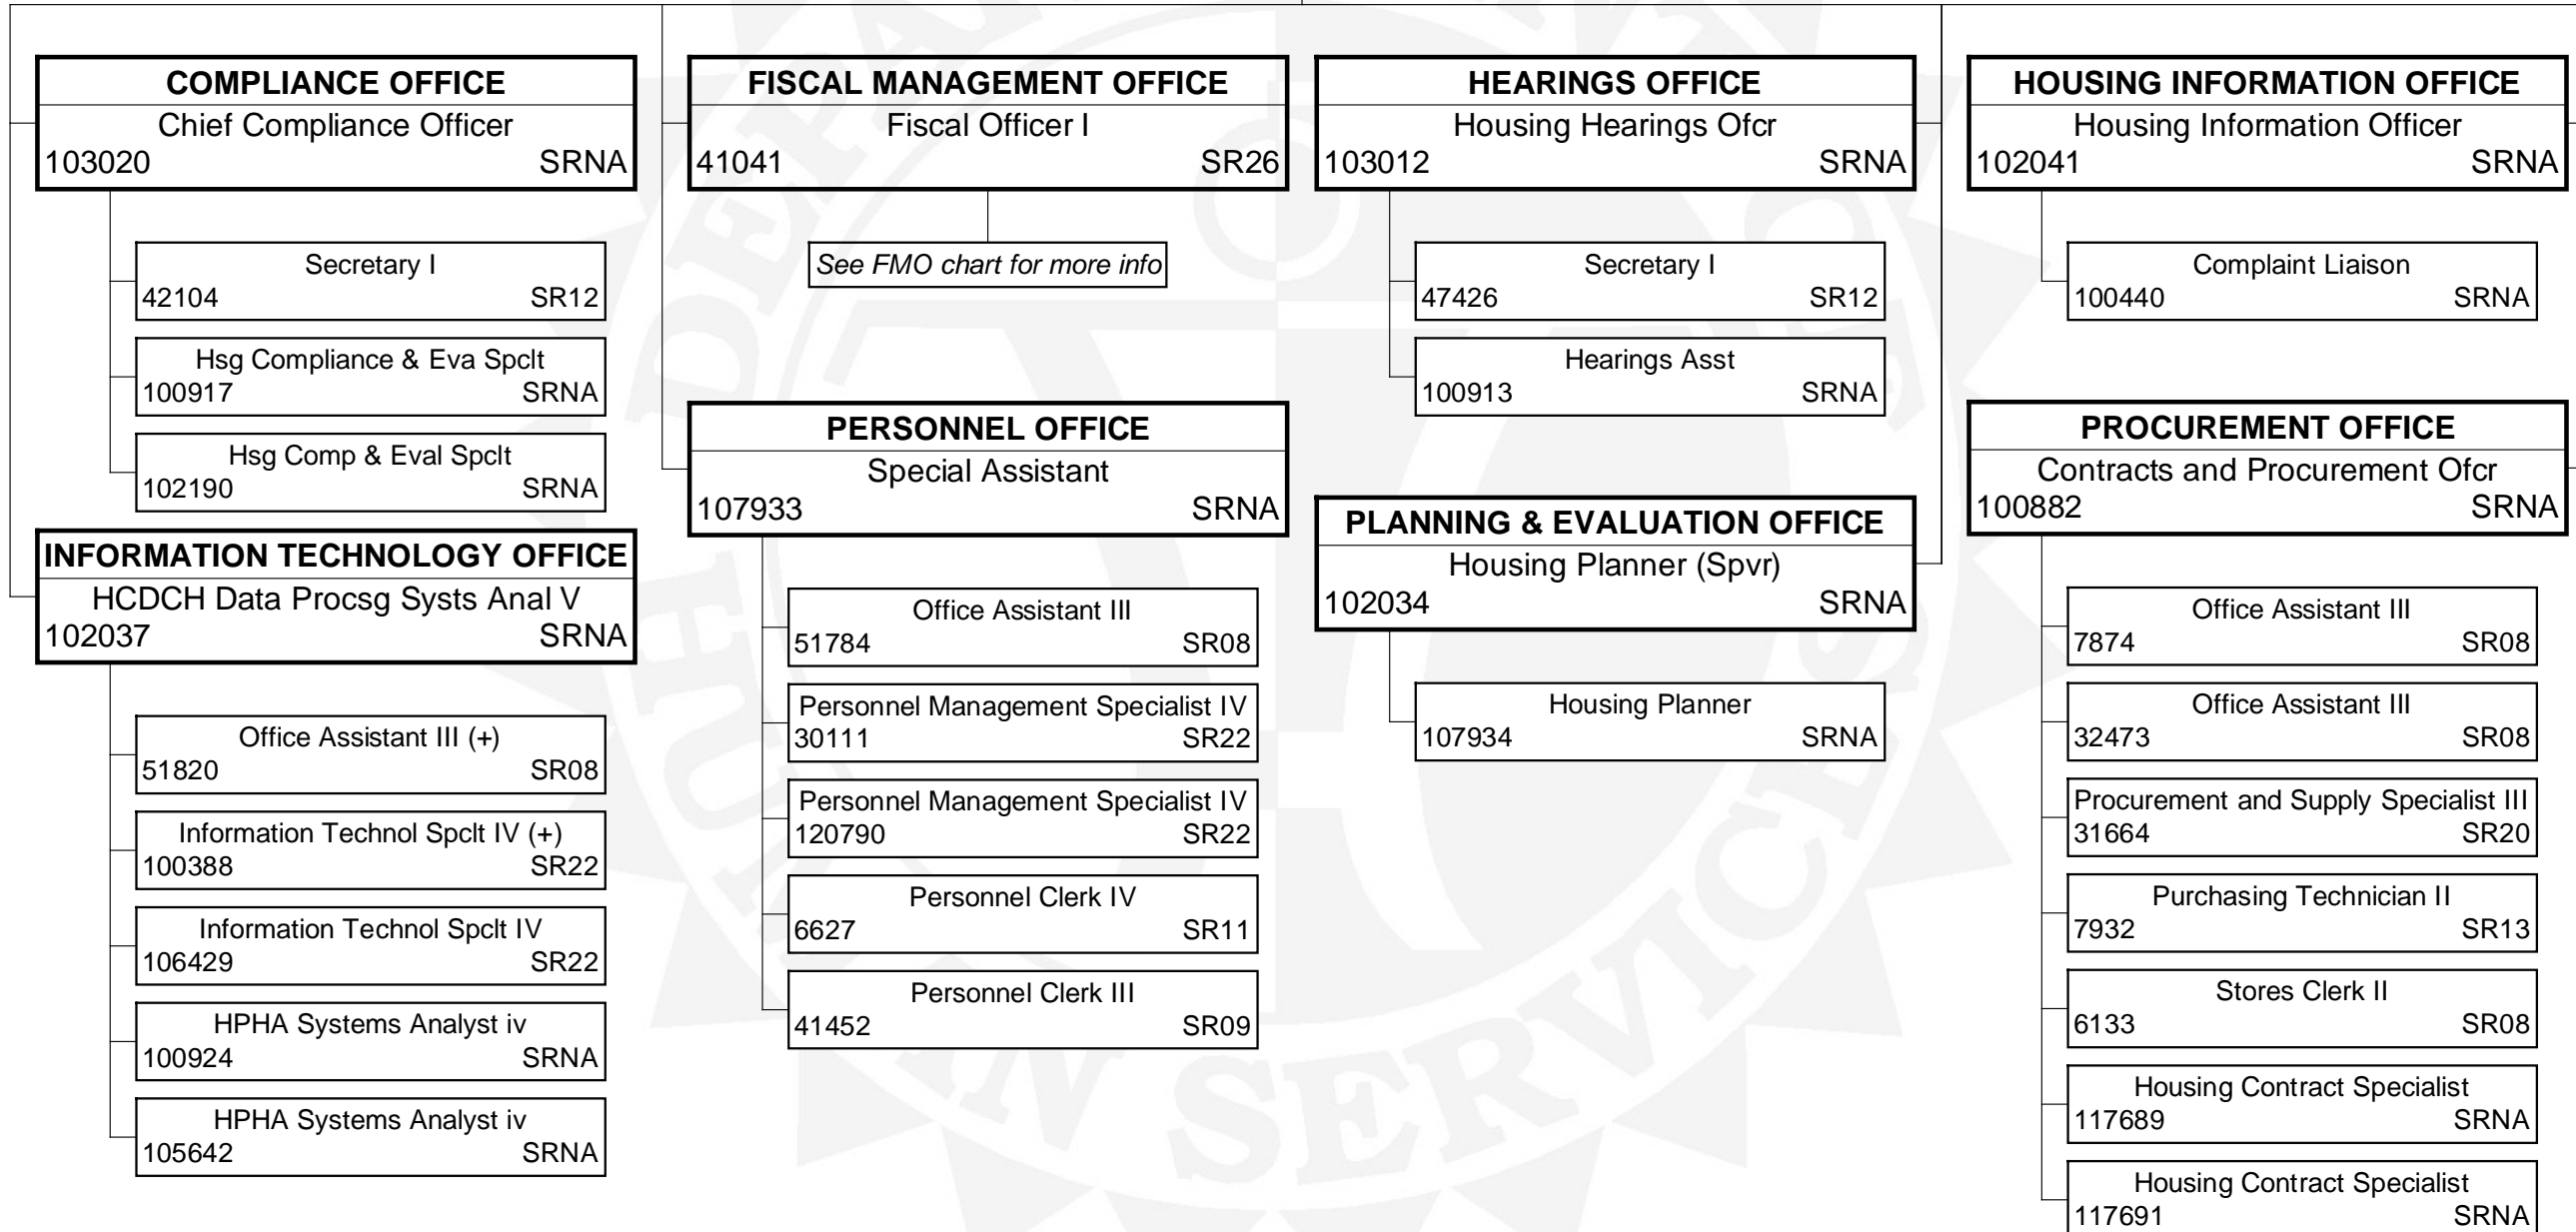 COMPLIANCE OFFICE
Chief Compliance Officer
103020 SRNA
Secretary I
42104 SR12
Hsg Compliance & Eva Spclt
100917 SRNA
Hsg Comp & Eval Spclt
102190 SRNA
INFORMATION TECHNOLOGY OFFICE
HCDCH Data Procsg Systs Anal V
102037 SRNA
Office Assistant III (+)
51820 SR08
Information Technol Spclt IV (+)
100388 SR22
Information Technol Spclt IV
106429 SR22
HPHA Systems Analyst iv
100924 SRNA
HPHA Systems Analyst iv
105642 SRNA
FISCAL MANAGEMENT OFFICE
Fiscal Officer I
41041 SR26
See FMO chart for more info
PERSONNEL OFFICE
Special Assistant
107933 SRNA
Office Assistant III
51784 SR08
Personnel Management Specialist IV
30111 SR22
Personnel Management Specialist IV
120790 SR22
Personnel Clerk IV
6627 SR11
Personnel Clerk III
41452 SR09
HEARINGS OFFICE
Housing Hearings Ofcr
103012 SRNA
Secretary I
47426 SR12
Hearings Asst
100913 SRNA
PLANNING & EVALUATION OFFICE
Housing Planner (Spvr)
102034 SRNA
Housing Planner
107934 SRNA
HOUSING INFORMATION OFFICE
Housing Information Officer
102041 SRNA
Complaint Liaison
100440 SRNA
PROCUREMENT OFFICE
Contracts and Procurement Ofcr
100882 SRNA
Office Assistant III
7874 SR08
Office Assistant III
32473 SR08
Procurement and Supply Specialist III
31664 SR20
Purchasing Technician II
7932 SR13
Stores Clerk II
6133 SR08
Housing Contract Specialist
117689 SRNA
Housing Contract Specialist
117691 SRNA